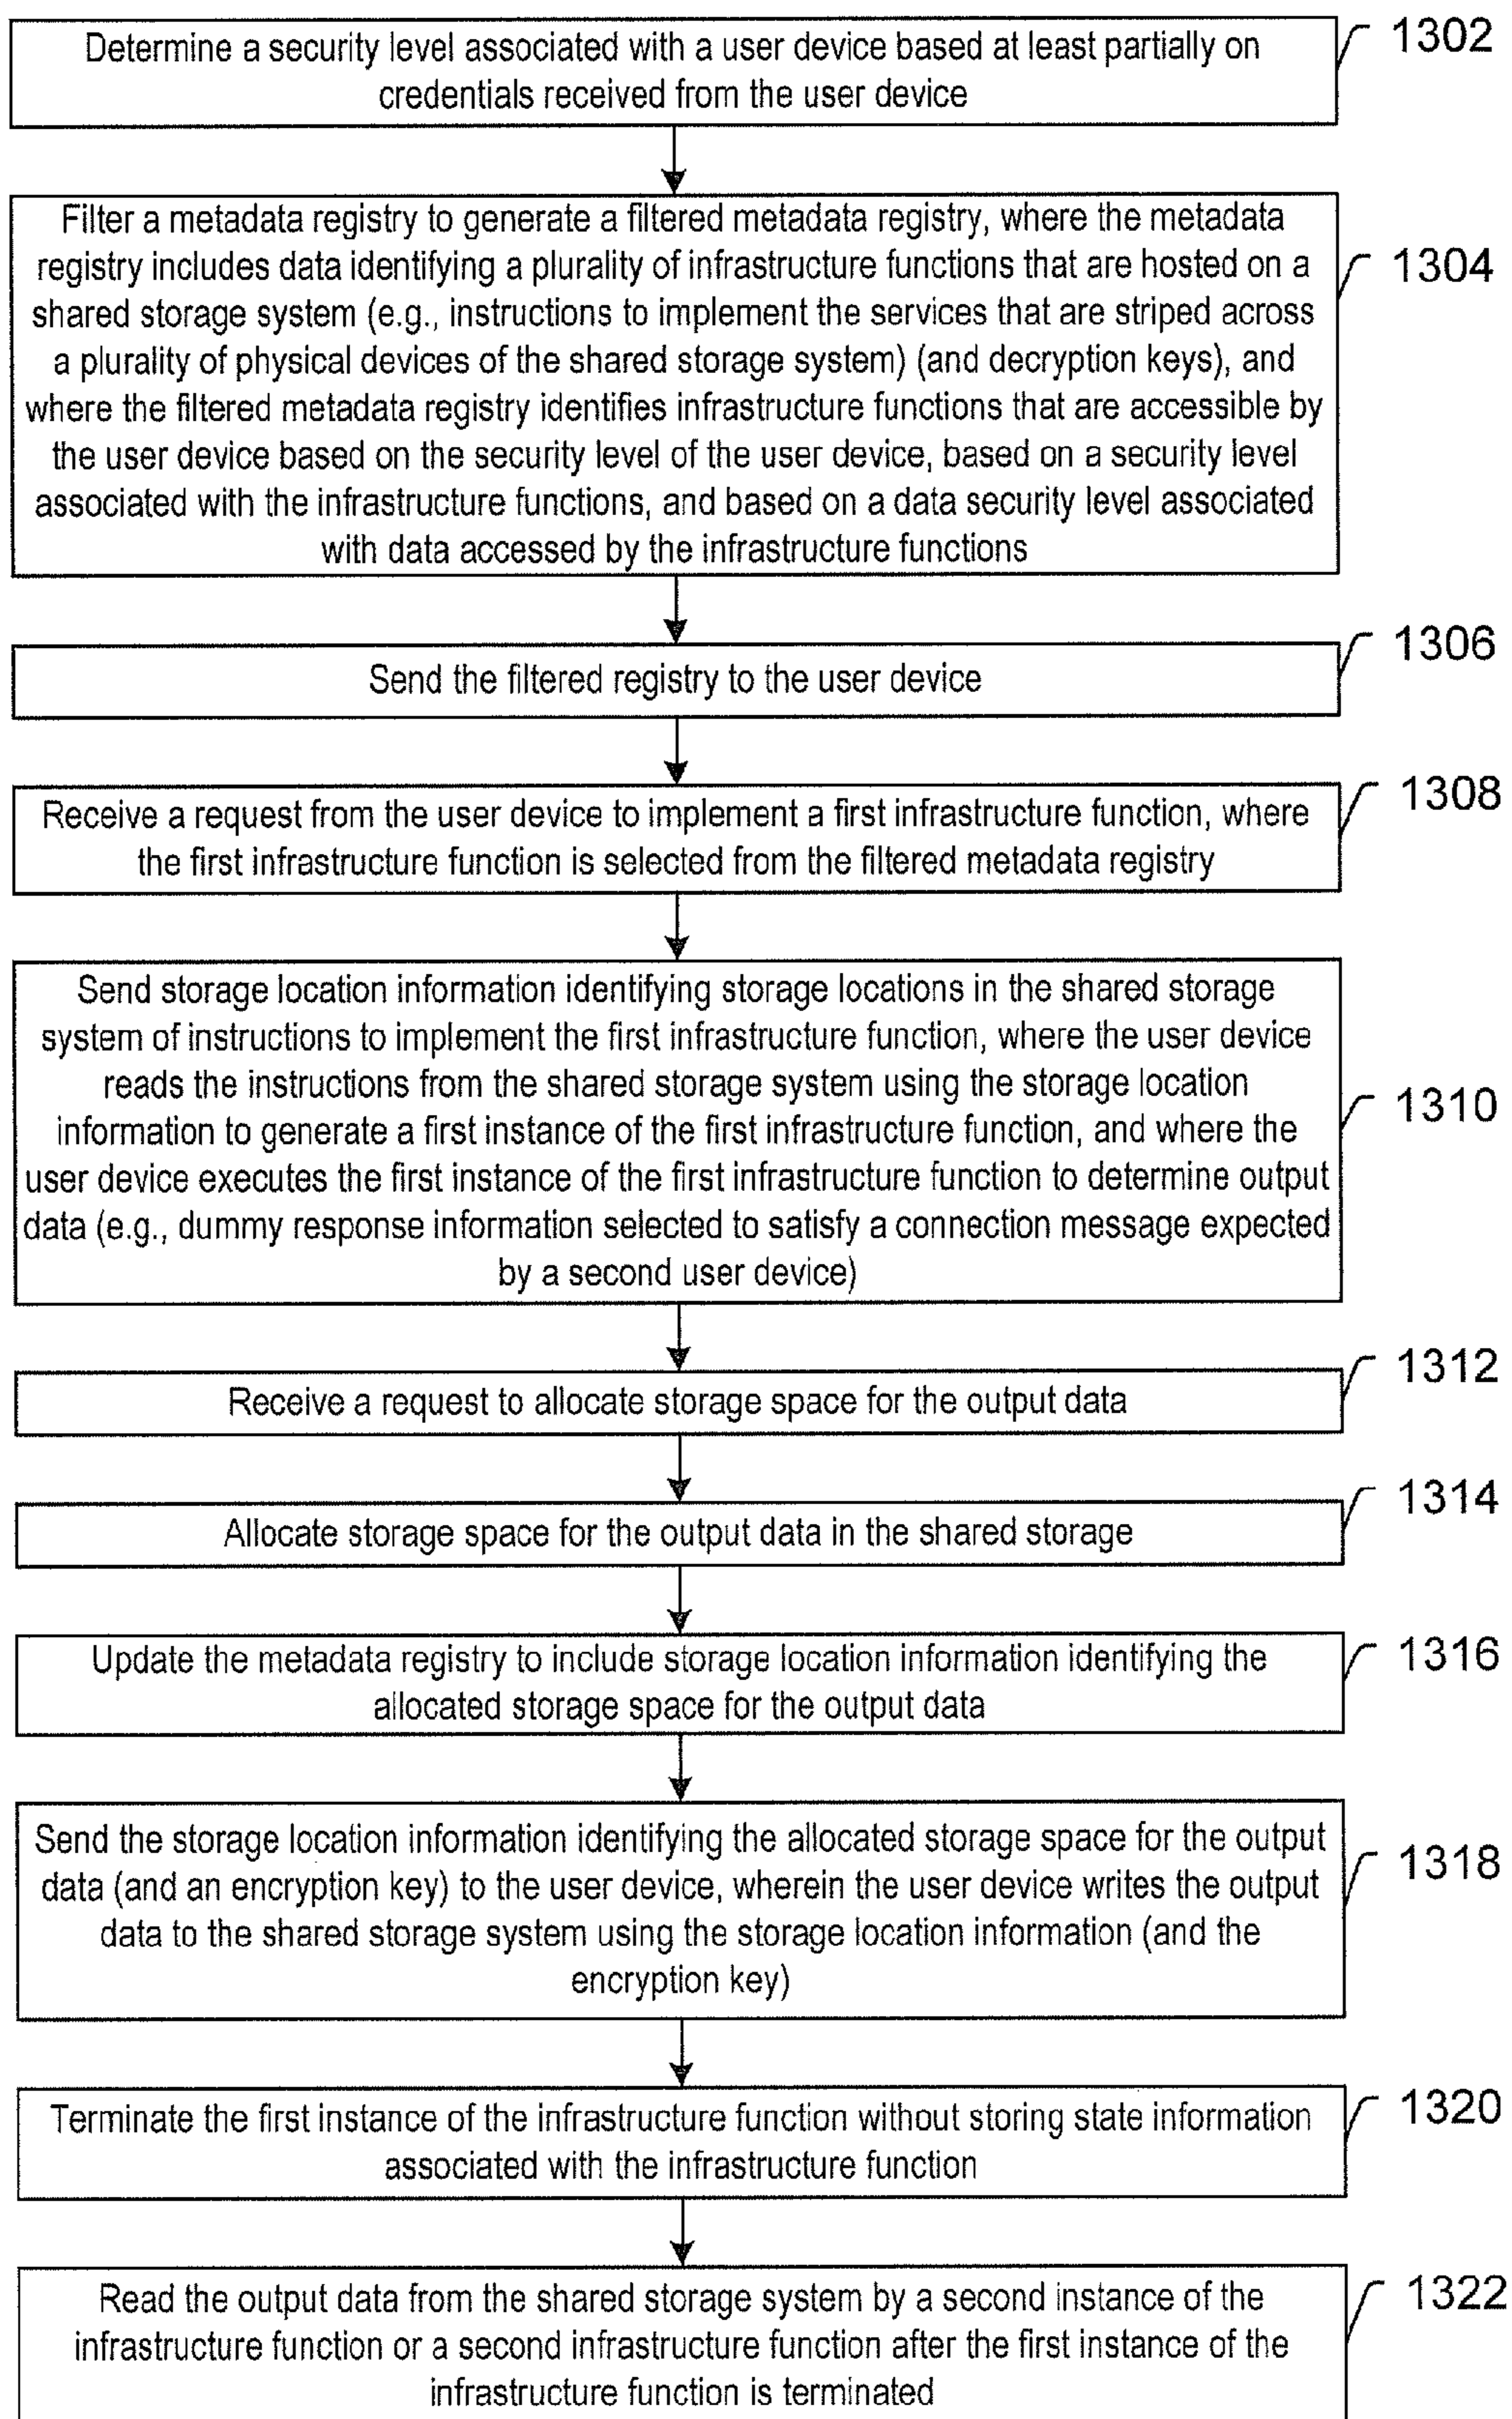 Determine a security level associated with a user device based at least partially on
credentials received from the user device
1302
Filter a metadata registry to generate a filtered metadata registry, where the metadata
registry includes data identifying a plurality of infrastructure functions that are hosted on a
shared storage system (e.g., instructions to implement the services that are striped across
a plurality of physical devices of the shared storage system) (and decryption keys), and
where the filtered metadata registry identifies infrastructure functions that are accessible by
the user device based on the security level of the user device, based on a security level
associated with the infrastructure functions, and based on a data security level associated
with data accessed by the infrastructure functions
1304
Send the filtered registry to the user device
1306
Receive a request from the user device to implement a first infrastructure function, where
the first infrastructure function is selected from the filtered metadata registry
1308
Send storage location information identifying storage locations in the shared storage
system of instructions to implement the first infrastructure function, where the user device
reads the instructions from the shared storage system using the storage location
information to generate a first instance of the first infrastructure function, and where the
user device executes the first instance of the first infrastructure function to determine output
data (e.g., dummy response information selected to satisfy a connection message expected
by a second user device)
1310
Receive a request to allocate storage space for the output data
1312
Allocate storage space for the output data in the shared storage
1314
Update the metadata registry to include storage location information identifying the
allocated storage space for the output data
1316
Send the storage location information identifying the allocated storage space for the output
data (and an encryption key) to the user device, wherein the user device writes the output
data to the shared storage system using the storage location information (and the
encryption key)
1318
Terminate the first instance of the infrastructure function without storing state information
associated with the infrastructure function
1320
Read the output data from the shared storage system by a second instance of the
infrastructure function or a second infrastructure function after the first instance of the
infrastructure function is terminated
1322